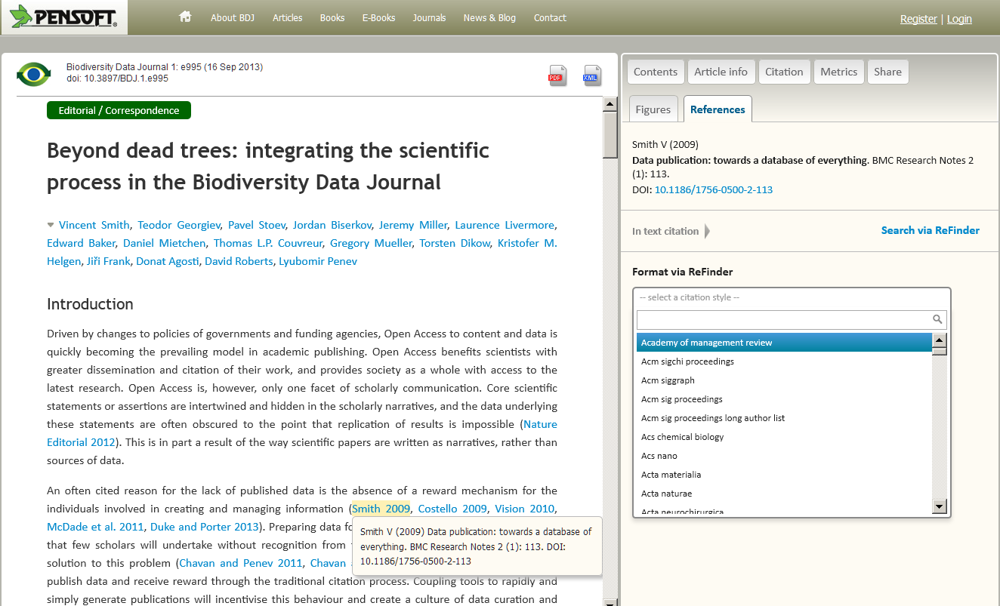 PENSOFT®
About BDJ Articles Books E-Books Journals News & Blog Contact
Register | Login
Biodiversity Data Journal 1: e995 (16 Sep 2013)
doi: 10.3897/BDJ.1.e995
PDF XML
Editorial / Correspondence
Beyond dead trees: integrating the scientific
process in the Biodiversity Data Journal
Vincent Smith, Teodor Georgiev, Pavel Stoev, Jordan Biserkov, Jeremy Miller, Laurence Livermore,
Edward Baker, Daniel Mietchen, Thomas L.P. Couvreur, Gregory Mueller, Torsten Dikow, Kristofer M.
Helgen, Jiři Frank, Donat Agosti, David Roberts, Lyubomir Penev
Introduction
Driven by changes to policies of governments and funding agencies, Open Access to content and data is
quickly becoming the prevailing model in academic publishing. Open Access benefits scientists with
greater dissemination and citation of their work, and provides society as a whole with access to the
latest research. Open Access is, however, only one facet of scholarly communication. Core scientific
statements or assertions are intertwined and hidden in the scholarly narratives, and the data underlying
these statements are often obscured to the point that replication of results is impossible (Nature
Editorial 2012). This is in part a result of the way scientific papers are written as narratives, rather than
sources of data.
An often cited reason for the lack of published data is the absence of a reward mechanism for the
individuals involved in creating and managing information (Smith 2009, Costello 2009, Vision 2010,
McDade et al. 2011, Duke and Porter 2013). Preparing data
that few scholars will undertake without recognition from
solution to this problem (Chavan and Penev 2011, Chavan
publish data and receive reward through the traditional citation process. Coupling tools to rapidly and
simply generate publications will incentivise this behaviour and create a culture of data curation and
Smith V (2009) Data publication: towards a database of
everything. BMC Research Notes 2 (1): 113. DOI:
10.1186/1756-0500-2-113
Contents Article info Citation Metrics Share
Figures References
Smith V (2009)
Data publication: towards a database of everything. BMC Research Notes 2
(1): 113.
DOI: 10.1186/1756-0500-2-113
In text citation Search via ReFinder
Format via ReFinder
-- select a citation style --
Academy of management review
Acm sigchi proceedings
Acm siggraph
Acm sig proceedings
Acm sig proceedings long author list
Acs chemical biology
Acs nano
Acta materialia
Acta naturae
Acta neurochirurgica